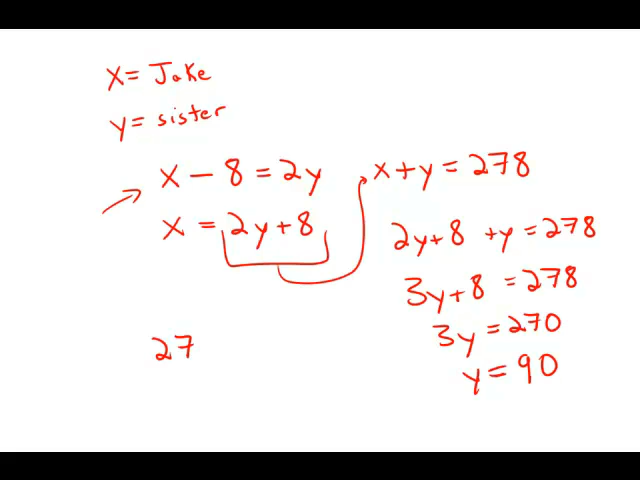 x = Jake
y = sister
x - 8 = 2y
x = 2y + 8
x + y = 278
2y + 8 + y = 278
3y + 8 = 278
3y = 270
y = 90
27